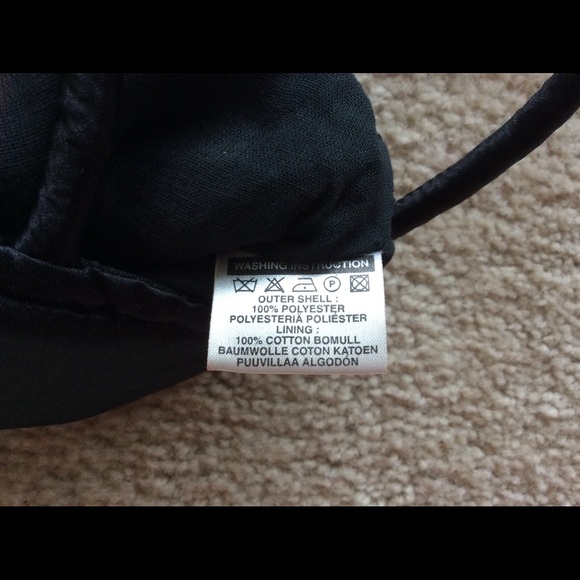 WASHING INSTRUCTION
P
OUTER SHELL :
100% POLYESTER
POLYESTERIA POLIÉSTER
LINING :
100% COTTON BOMULL
BAUMWOLLE COTON KATOEN
PUUVILLAA ALGODÓN